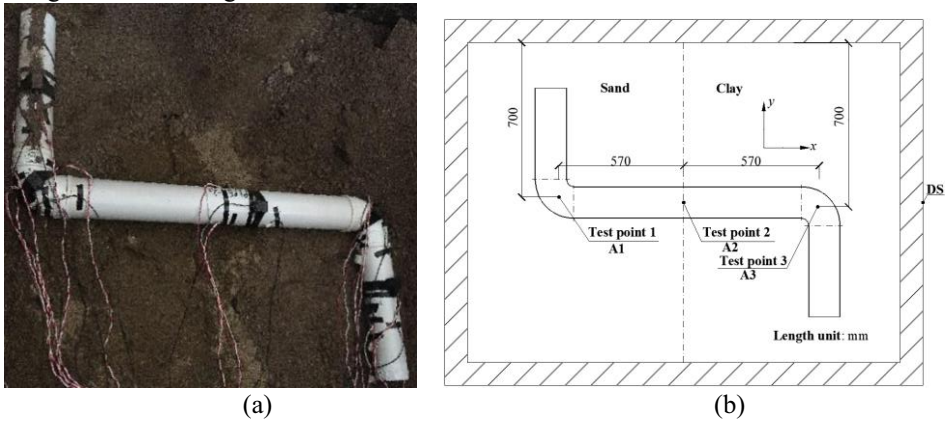 Sand
Clay
y
x
700
700
570
570
DS
Test point 1
A1
Test point 2
A2
Test point 3
A3
Length unit: mm
(a)
(b)